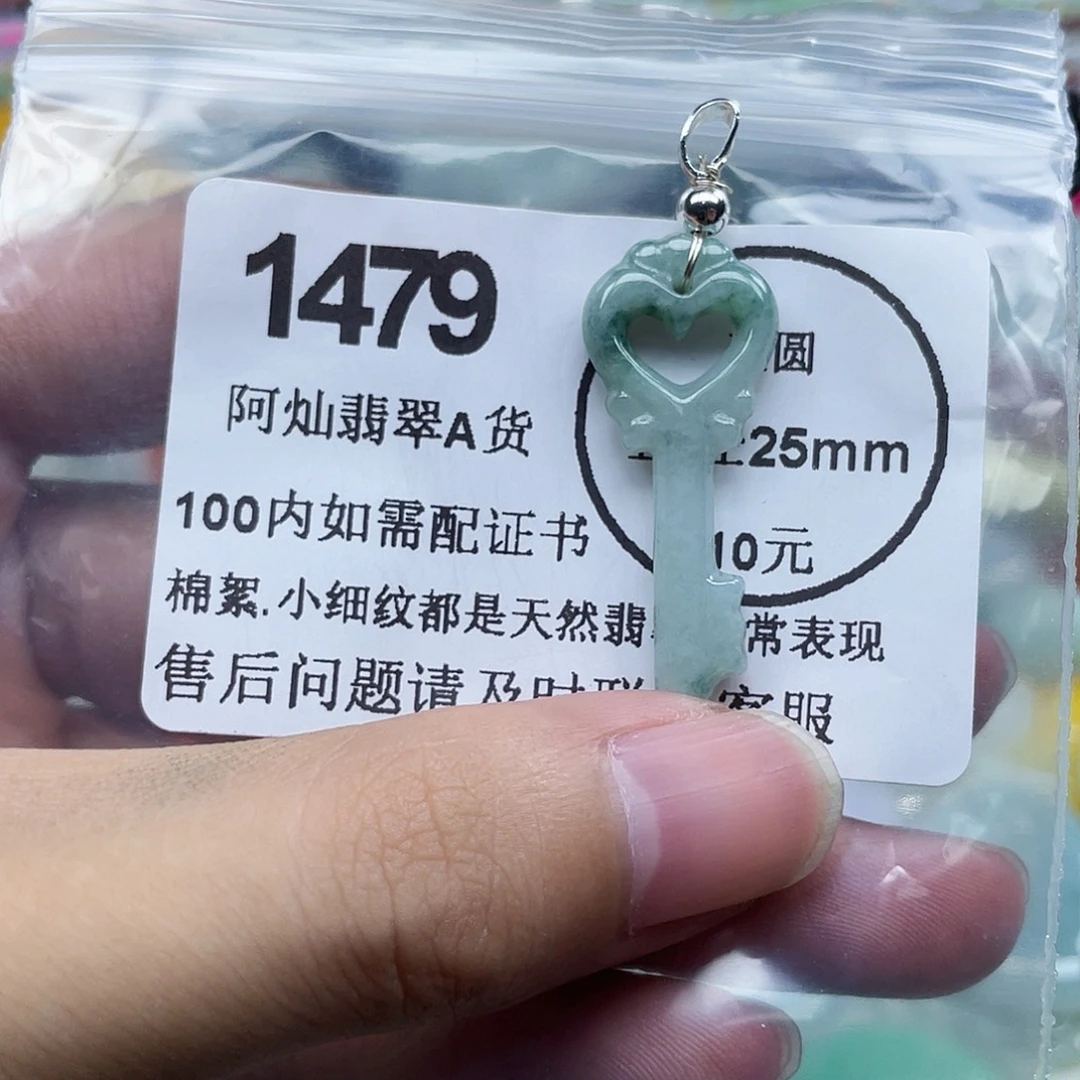 1479
阿灿翡翠A货
100内如需配证书
棉絮.小细纹都是天然翡
常表现
售后问题请及时联
客服
圆
25mm
10元